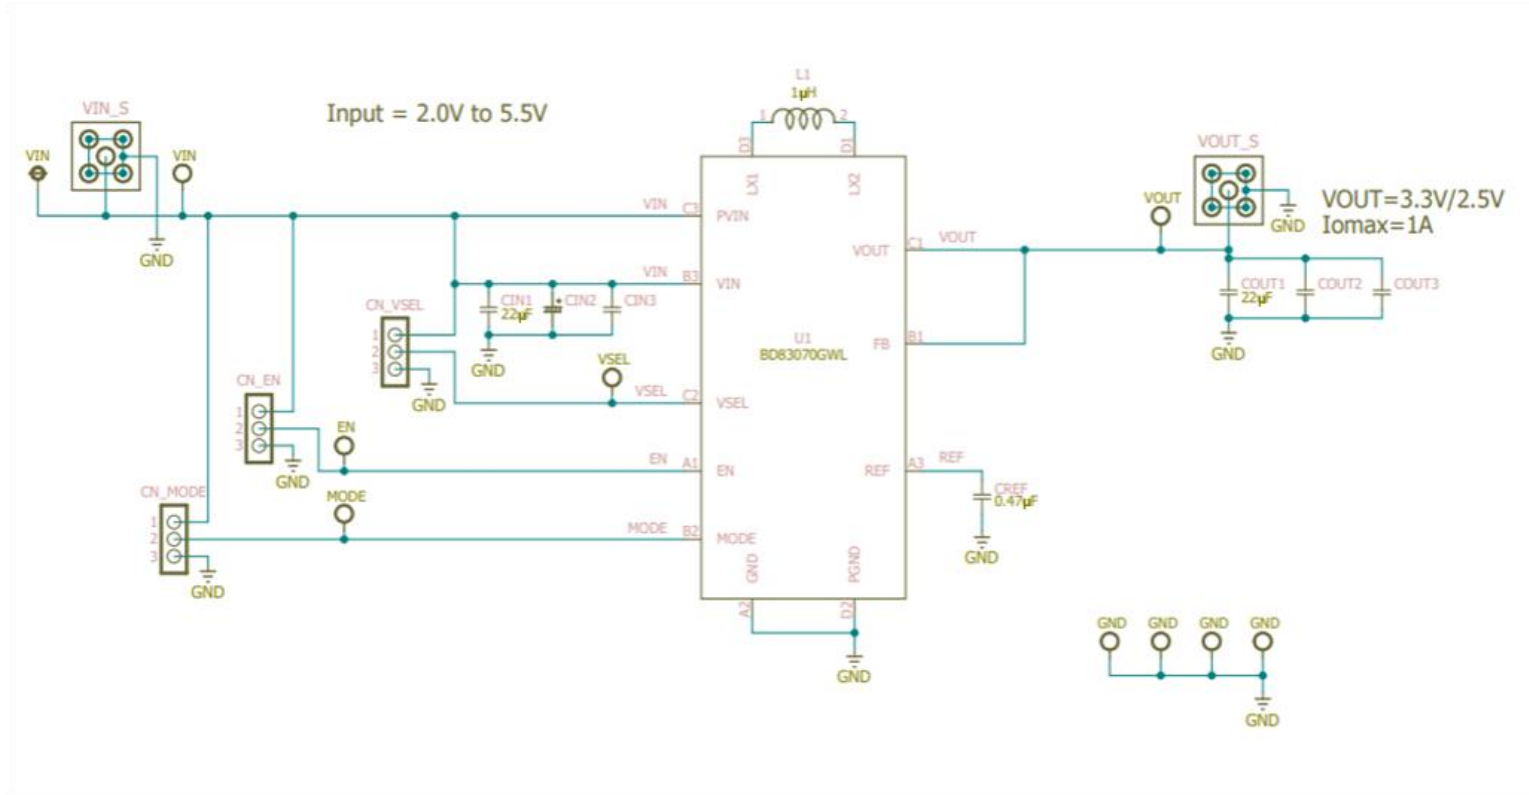 L1
1μH
1 2
VIN_S
Input = 2.0V to 5.5V
D3 D1
VOUT_S
VIN
VIN
LX1
LX2
VOUT
VOUT=3.3V/2.5V
Iomax=1A
VIN C3 PVIN
GND
GND
VOUT C1 VOUT
VIN B3 VIN
CN_VSEL
CIN1
22μF
+
CIN2
CIN3
COUT1
22μF
COUT2
COUT3
1
2
3
U1
BD83070GWL
FB B1
GND
VSEL
GND
CN_EN
GND
VSEL C2 VSEL
1
2
3
EN
GND
EN A1 EN
REF A3 REF
CN_MODE
MODE
CREF
0.47μF
1
2
3
MODE B2 MODE
GND
GND
PGND
GND
A2 D2
GND GND GND GND
GND
GND